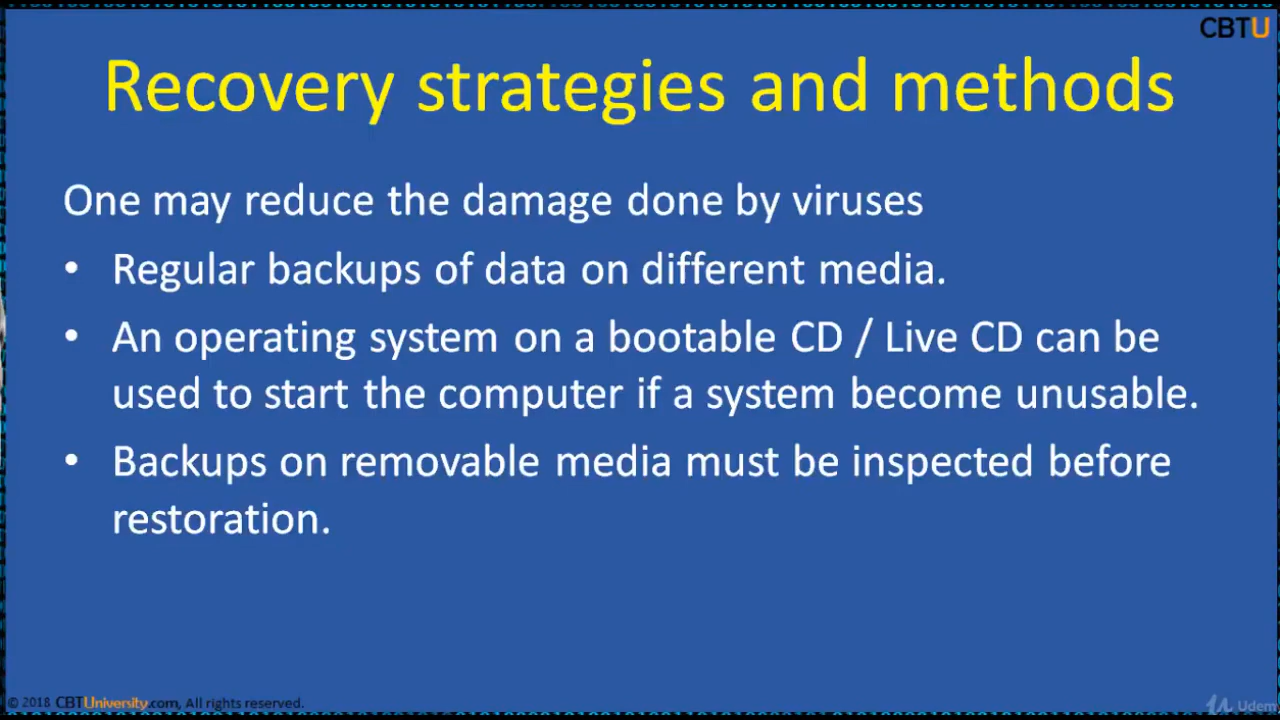 CBTU
Recovery strategies and methods
One may reduce the damage done by viruses
• Regular backups of data on different media.
• An operating system on a bootable CD / Live CD can be
used to start the computer if a system become unusable.
• Backups on removable media must be inspected before
restoration.
© 2018 CBTUniversity.com, All rights reserved.
Udem